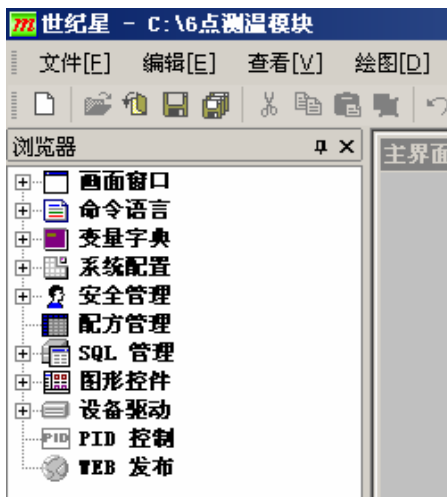 世纪星 - C:\6点测温模块
文件[F] 编辑[E] 查看[V] 绘图[D]
浏览器
主界面
画面窗口
命令语言
变量字典
系统配置
安全管理
配方管理
SQL 管理
图形控件
设备驱动
PID PID 控制
WEB 发布